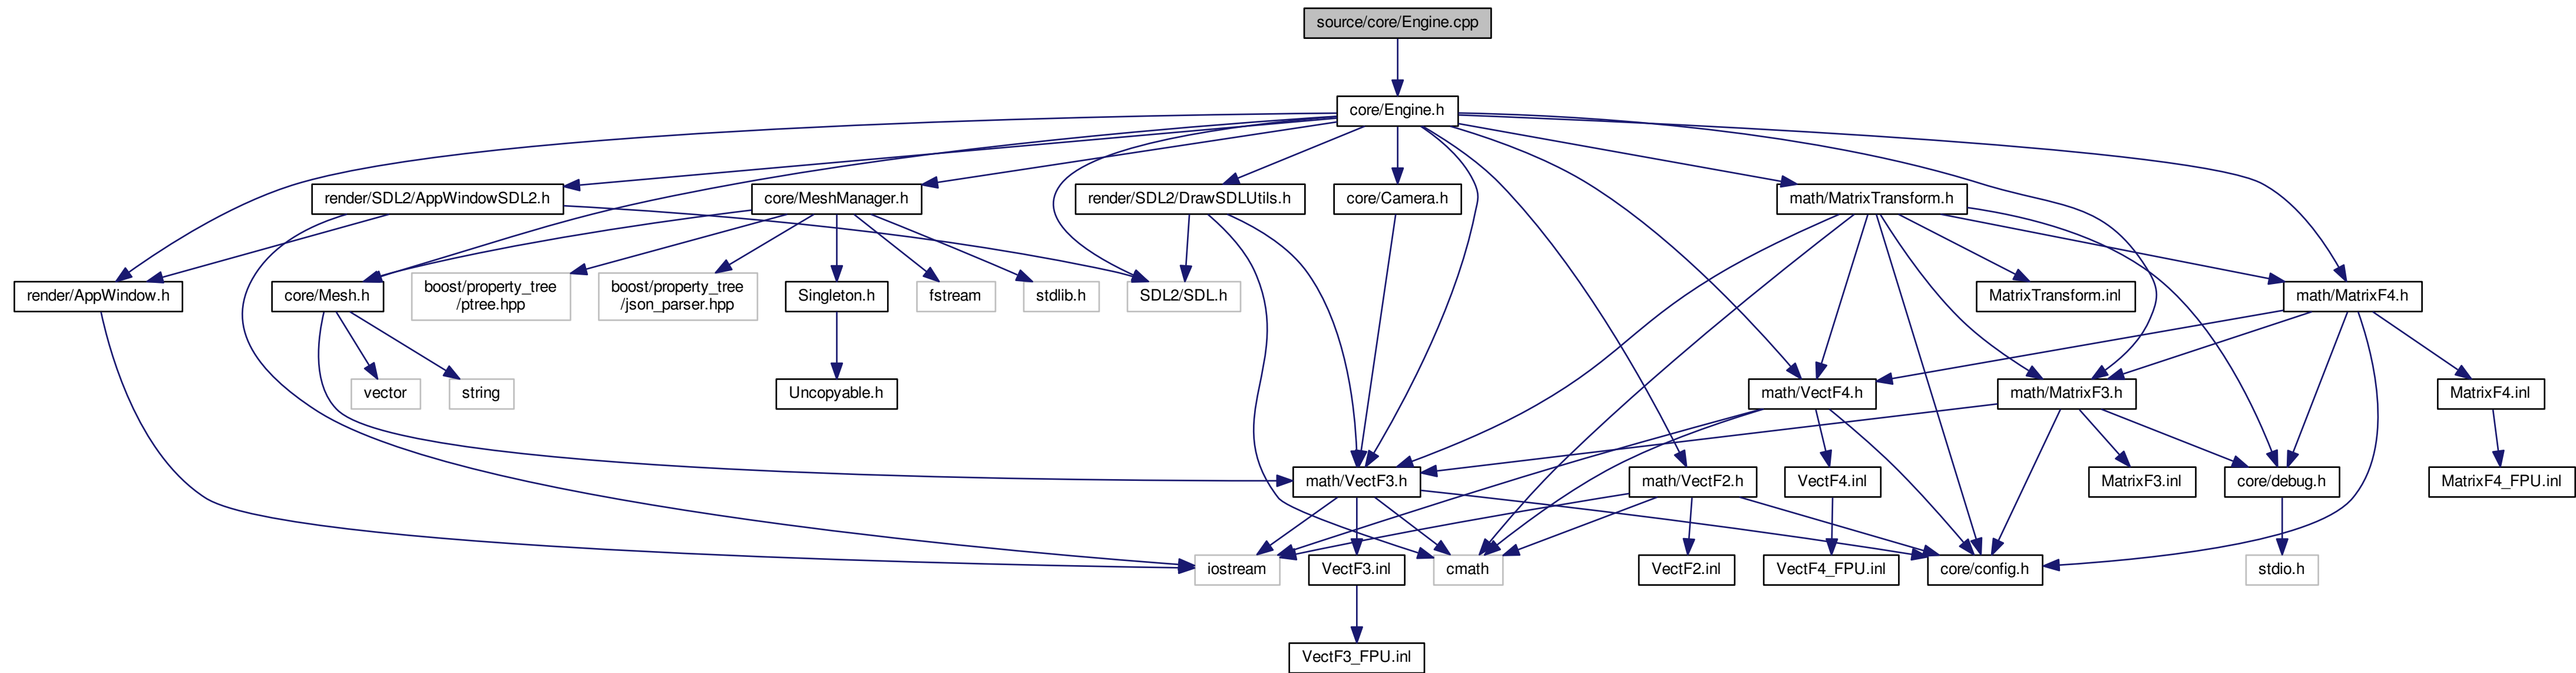 source/core/Engine.cpp
core/Engine.h
render/SDL2/AppWindowSDL2.h
core/MeshManager.h
render/SDL2/DrawSDLUtils.h
core/Camera.h
math/MatrixTransform.h
render/AppWindow.h
core/Mesh.h
boost/property_tree
/ptree.hpp
boost/property_tree
/json_parser.hpp
Singleton.h
fstream
stdlib.h
SDL2/SDL.h
MatrixTransform.inl
math/MatrixF4.h
vector
string
Uncopyable.h
math/VectF4.h
math/MatrixF3.h
MatrixF4.inl
math/VectF3.h
math/VectF2.h
VectF4.inl
MatrixF3.inl
core/debug.h
MatrixF4_FPU.inl
iostream
VectF3.inl
cmath
VectF2.inl
VectF4_FPU.inl
core/config.h
stdio.h
VectF3_FPU.inl